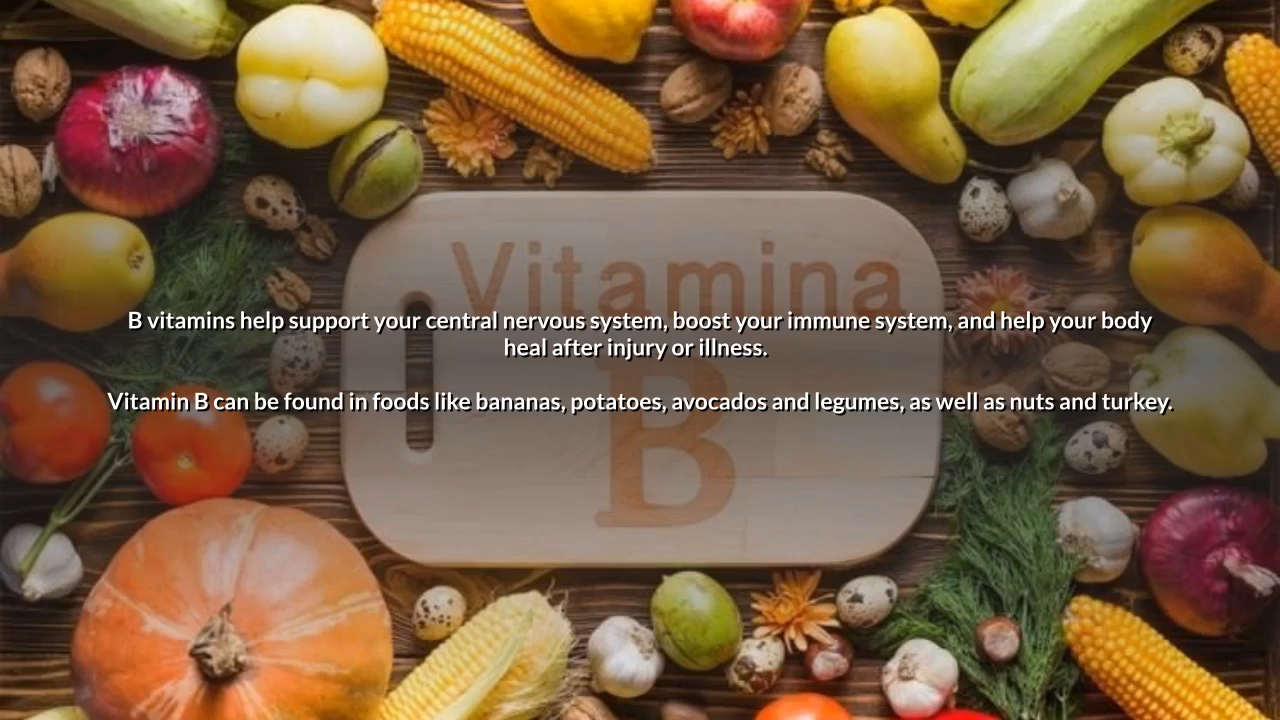 Vitamina
B vitamins help support your central nervous system, boost your immune system, and help your body
heal after injury or illness.
B
Vitamin B can be found in foods like bananas, potatoes, avocados and legumes, as well as nuts and turkey.